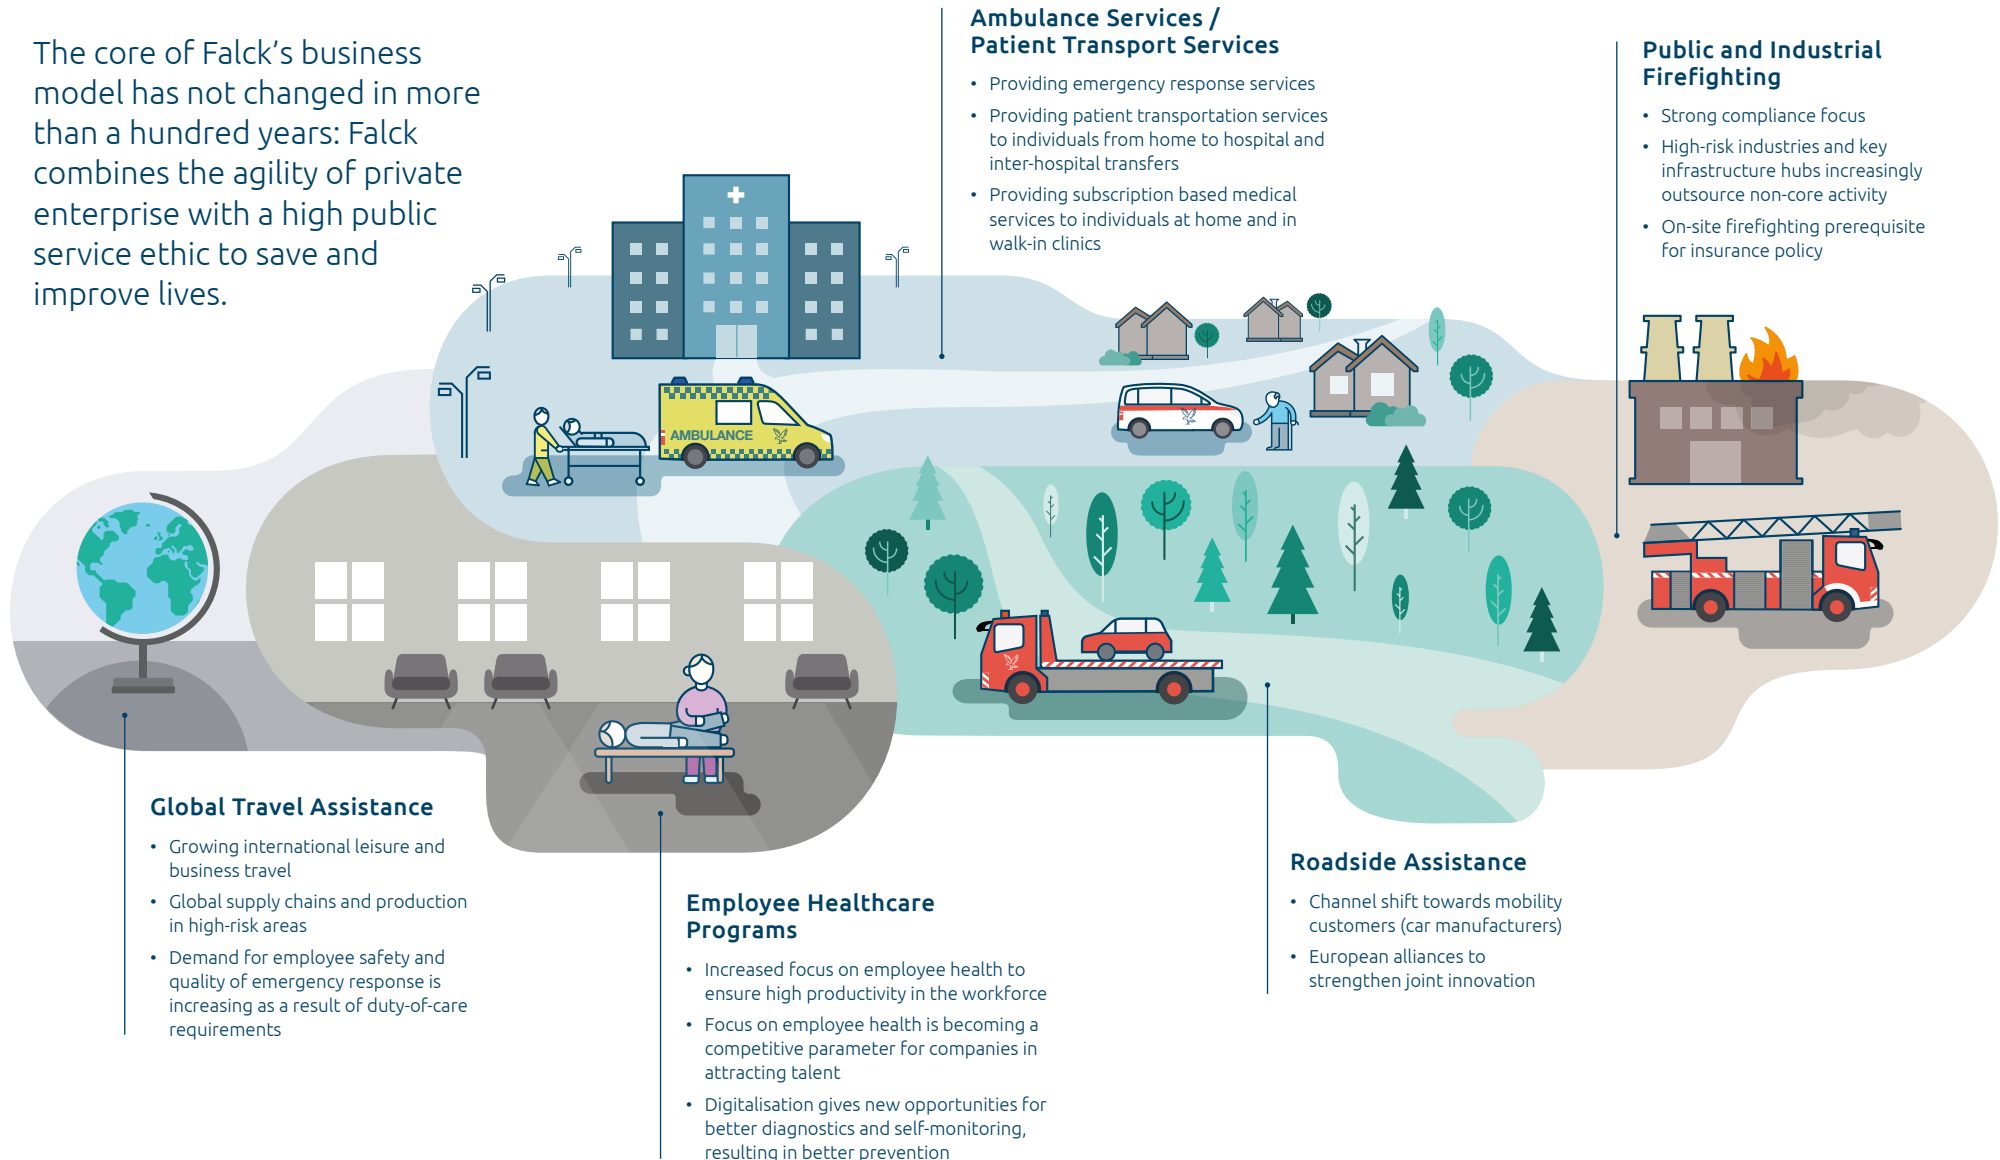 The core of Falck’s business
model has not changed in more
than a hundred years: Falck
combines the agility of private
enterprise with a high public
service ethic to save and
improve lives.
Ambulance Services /
Patient Transport Services
• Providing emergency response services
• Providing patient transportation services
to individuals from home to hospital and
inter-hospital transfers
• Providing subscription based medical
services to individuals at home and in
walk-in clinics
Public and Industrial
Firefighting
• Strong compliance focus
• High-risk industries and key
infrastructure hubs increasingly
outsource non-core activity
• On-site firefighting prerequisite
for insurance policy
AMBULANCE
Global Travel Assistance
• Growing international leisure and
business travel
• Global supply chains and production
in high-risk areas
• Demand for employee safety and
quality of emergency response is
increasing as a result of duty-of-care
requirements
Employee Healthcare
Programs
• Increased focus on employee health to
ensure high productivity in the workforce
• Focus on employee health is becoming a
competitive parameter for companies in
attracting talent
• Digitalisation gives new opportunities for
better diagnostics and self-monitoring,
resulting in better prevention
Roadside Assistance
• Channel shift towards mobility
customers (car manufacturers)
• European alliances to
strengthen joint innovation